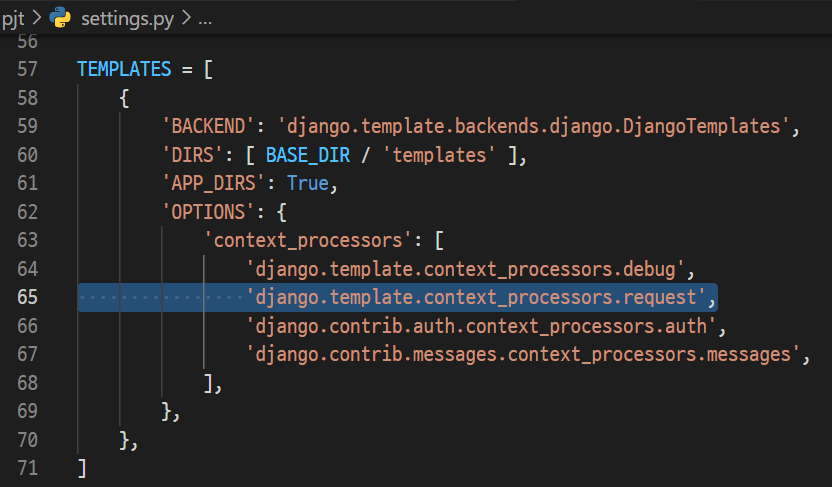 pjt > settings.py > ...
56
57 TEMPLATES = [
58     {
59         'BACKEND': 'django.template.backends.django.DjangoTemplates',
60         'DIRS': [ BASE_DIR / 'templates' ],
61         'APP_DIRS': True,
62         'OPTIONS': {
63             'context_processors': [
64                 'django.template.context_processors.debug',
65                 'django.template.context_processors.request',
66                 'django.contrib.auth.context_processors.auth',
67                 'django.contrib.messages.context_processors.messages',
68             ],
69         },
70     },
71 ]